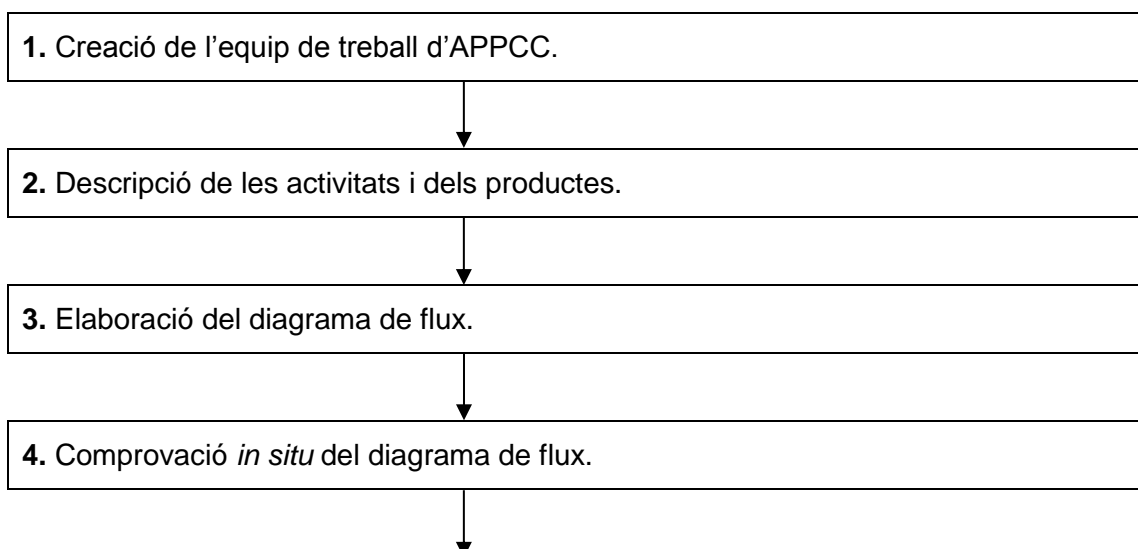 1. Creació de l’equip de treball d’APPCC.
2. Descripció de les activitats i dels productes.
3. Elaboració del diagrama de flux.
4. Comprovació in situ del diagrama de flux.